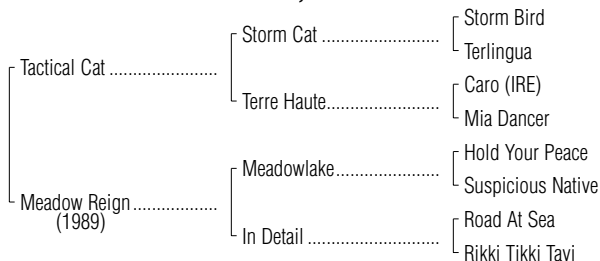 Storm Bird
Storm Cat ........................
Terlingua
Tactical Cat ......................
Caro (IRE)
Terre Haute.......................
Mia Dancer
Hold Your Peace
Meadowlake.....................
Suspicious Native
Meadow Reign .................
(1989)
Road At Sea
In Detail ...........................
Rikki Tikki Tavi